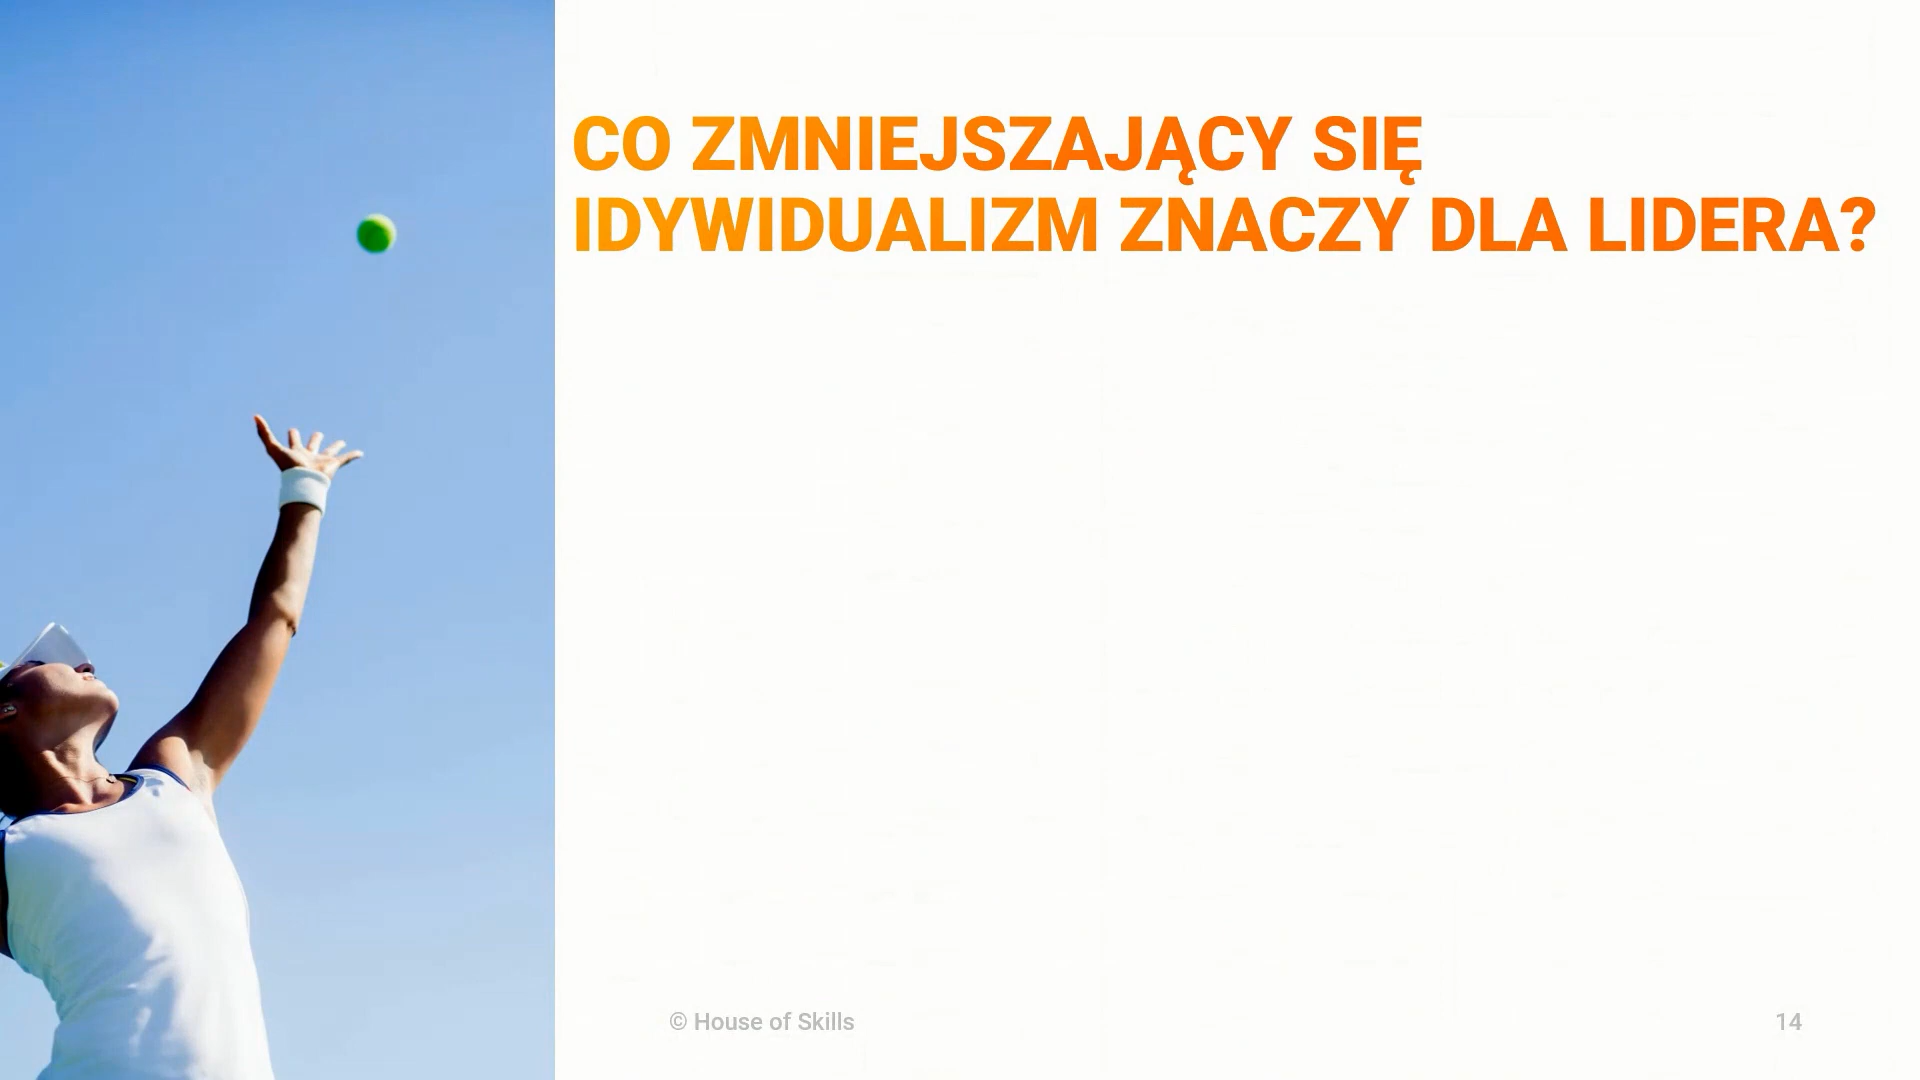 CO ZMNIEJSZAJĄCY SIĘ
IDYWIDUALIZM ZNACZY DLA LIDERA?
© House of Skills
14